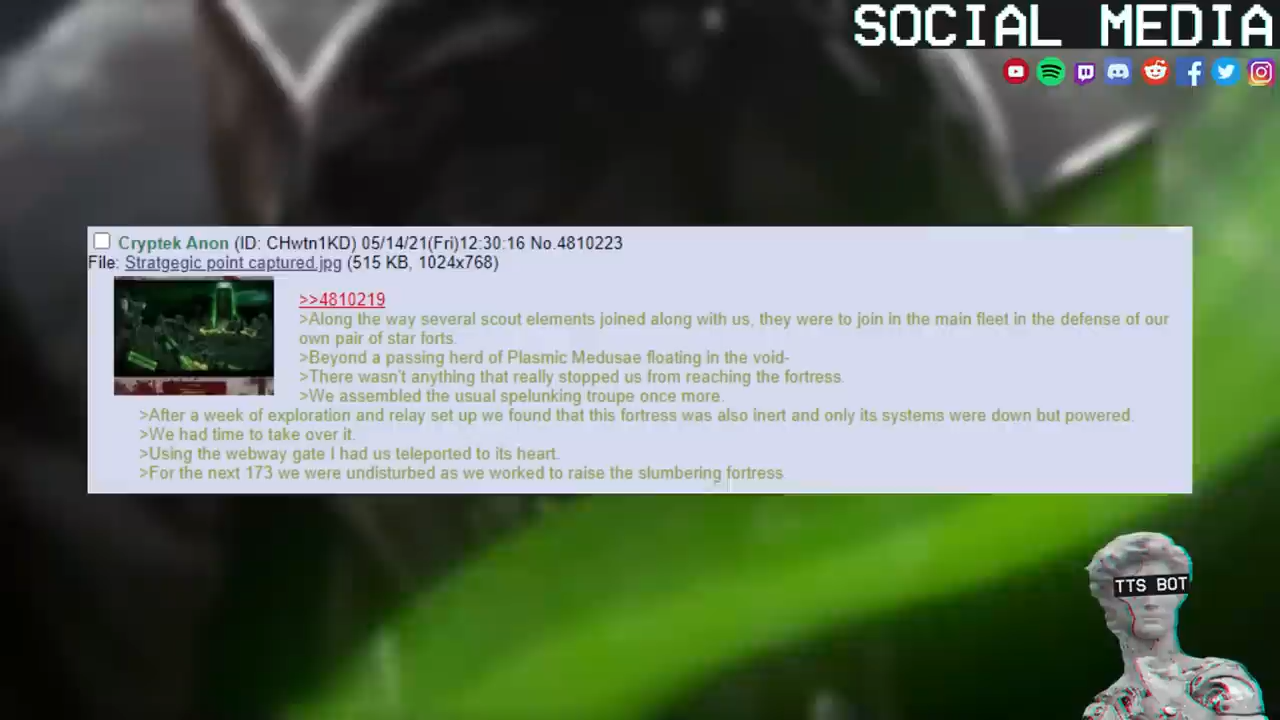 SOCIAL MEDIA
Cryptek Anon (ID: CHwtn1KD) 05/14/21(Fri)12:30:16 No.4810223
File: Stratgegic point captured.jpg (515 KB, 1024x768)
>>4810219
>Along the way several scout elements joined along with us, they were to join in the main fleet in the defense of our
own pair of star forts.
>Beyond a passing herd of Plasmic Medusae floating in the void-
>There wasn't anything that really stopped us from reaching the fortress.
>We assembled the usual spelunking troupe once more.
>After a week of exploration and relay set up we found that this fortress was also inert and only its systems were down but powered.
>We had time to take over it.
>Using the webway gate I had us teleported to its heart.
>For the next 173 we were undisturbed as we worked to raise the slumbering fortress
TTS BOT